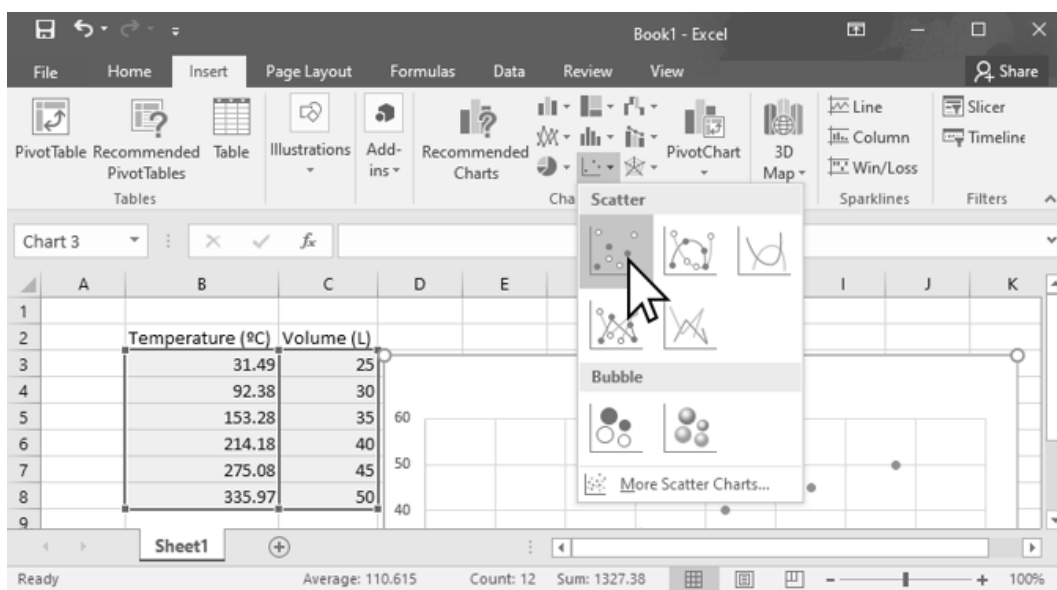 Book1 - Excel
File Home Insert Page Layout Formulas Data Review View Share
PivotTable Recommended PivotTables Table Illustrations Add-ins Recommended Charts PivotChart 3D Map Line Column Win/Loss Slicer Timeline
Tables Cha Sparklines Filters
Scatter
Chart 3 fx
A B C D E I J K
1
2 Temperature (ºC) Volume (L)
3 31.49 25
4 92.38 30
5 153.28 35 60
6 214.18 40
7 275.08 45 50
8 335.97 50 40
9
Bubble
More Scatter Charts...
Sheet1
Ready Average: 110.615 Count: 12 Sum: 1327.38 100%